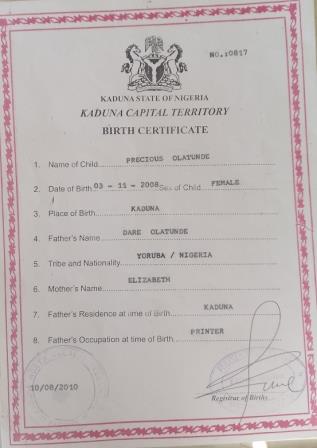 NO.:0817
KADUNA STATE OF NIGERIA
KADUNA CAPITAL TERRITORY
BIRTH CERTIFICATE
1. Name of Child PRECIOUS OLATUNDE
2. Date of Birth 03 - 11 - 2008 Sex of Child FEMALE
3. Place of Birth KADUNA
4. Father's Name DARE OLATUNDE
5. Tribe and Nationality YORUBA / NIGERIA
6. Mother's Name ELIZABETH
7. Father's Residence at time of Birth KADUNA
8. Father's Occupation at time of Birth PRINTER
10/08/2010
Registrar of Births